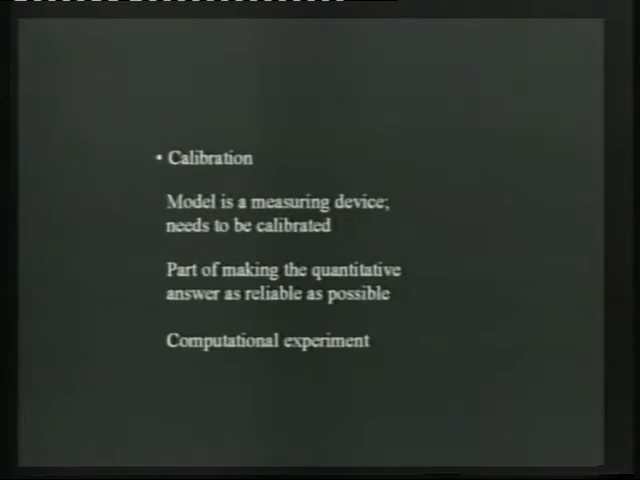 • Calibration
Model is a measuring device;
needs to be calibrated
Part of making the quantitative
answer as reliable as possible
Computational experiment